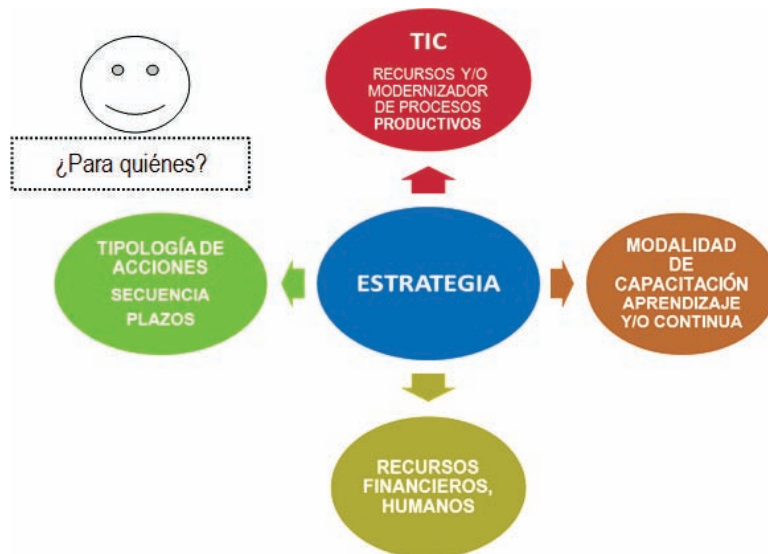 TIC
RECURSOS Y/O
MODERNIZADOR
DE PROCESOS
PRODUCTIVOS
¿Para quiénes?
TIPOLOGÍA DE
ACCIONES
SECUENCIA
PLAZOS
ESTRATEGIA
MODALIDAD
DE
CAPACITACIÓN
APRENDIZAJE
Y/O CONTINUA
RECURSOS
FINANCIEROS,
HUMANOS